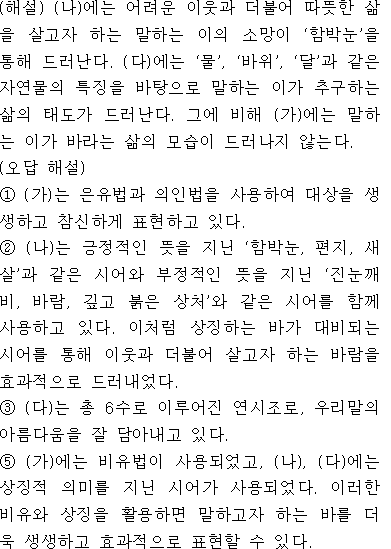 (해설) (나)에는 어려운 이웃과 더불어 따뜻한 삶
을 살고자 하는 말하는 이의 소망이 ‘함박눈’을
통해 드러난다. (다)에는 ‘물’, ‘바위’, ‘달’과 같은
자연물의 특징을 바탕으로 말하는 이가 추구하는
삶의 태도가 드러난다. 그에 비해 (가)에는 말하
는 이가 바라는 삶의 모습이 드러나지 않는다.
(오답 해설)
① (가)는 은유법과 의인법을 사용하여 대상을 생
생하고 참신하게 표현하고 있다.
② (나)는 긍정적인 뜻을 지닌 ‘함박눈, 편지, 새
살’과 같은 시어와 부정적인 뜻을 지닌 ‘진눈깨
비, 바람, 깊고 붉은 상처’와 같은 시어를 함께
사용하고 있다. 이처럼 상징하는 바가 대비되는
시어를 통해 이웃과 더불어 살고자 하는 바람을
효과적으로 드러내었다.
③ (다)는 총 6수로 이루어진 연시조로, 우리말의
아름다움을 잘 담아내고 있다.
⑤ (가)에는 비유법이 사용되었고, (나), (다)에는
상징적 의미를 지닌 시어가 사용되었다. 이러한
비유와 상징을 활용하면 말하고자 하는 바를 더
욱 생생하고 효과적으로 표현할 수 있다.